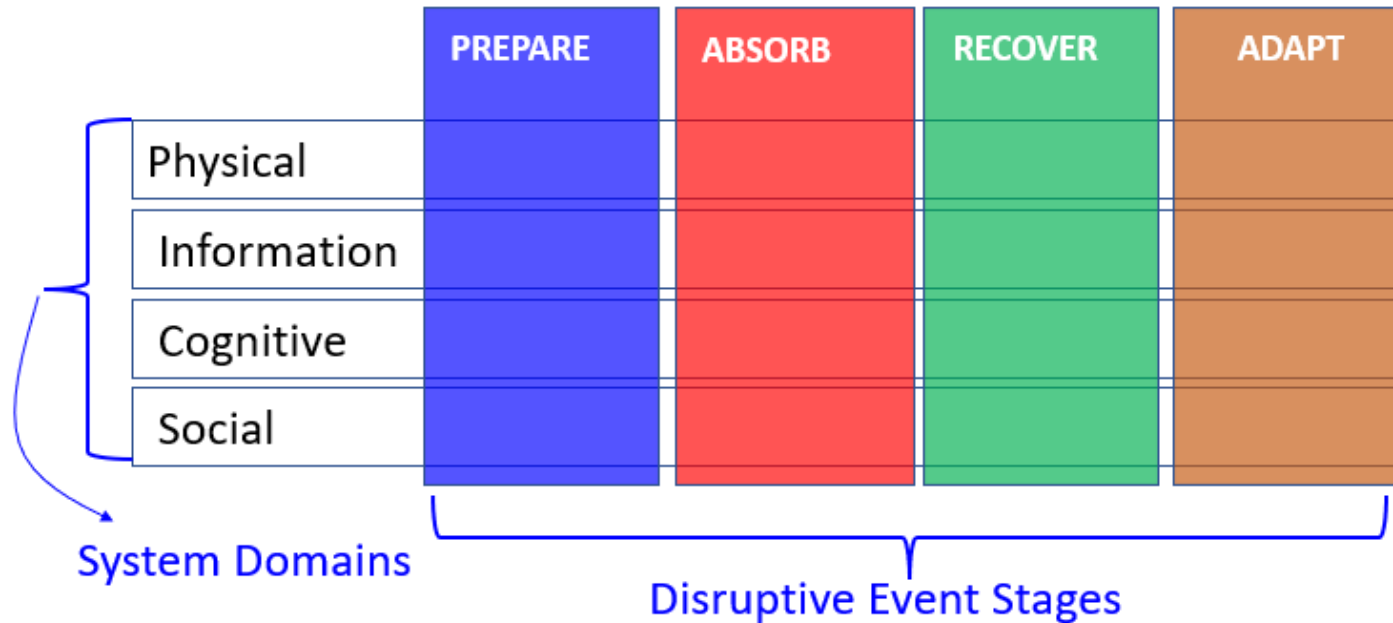 PREPARE ABSORB RECOVER ADAPT
Physical
Information
Cognitive
Social
System Domains
Disruptive Event Stages